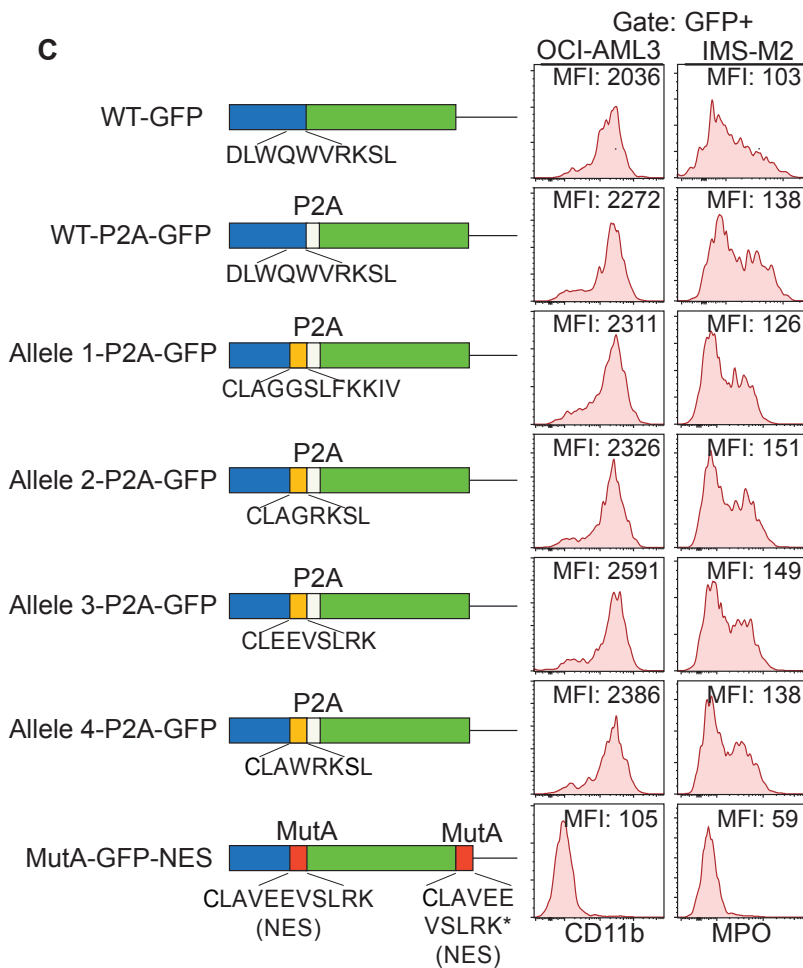 C
Gate: GFP+
OCI-AML3 IMS-M2
WT-GFP
DLWQWVRKSL
MFI: 2036
MFI: 103
P2A
WT-P2A-GFP
DLWQWVRKSL
MFI: 2272
MFI: 138
P2A
Allele 1-P2A-GFP
CLAGGSLFKKIV
MFI: 2311
MFI: 126
P2A
Allele 2-P2A-GFP
CLAGRKSL
MFI: 2326
MFI: 151
P2A
Allele 3-P2A-GFP
CLEEVSLRK
MFI: 2591
MFI: 149
P2A
Allele 4-P2A-GFP
CLAWRKSL
MFI: 2386
MFI: 138
MutA MutA
MutA-GFP-NES
CLAVEEVSLRK
(NES)
CLAVEE
VSLRK*
(NES)
MFI: 105
MFI: 59
CD11b MPO